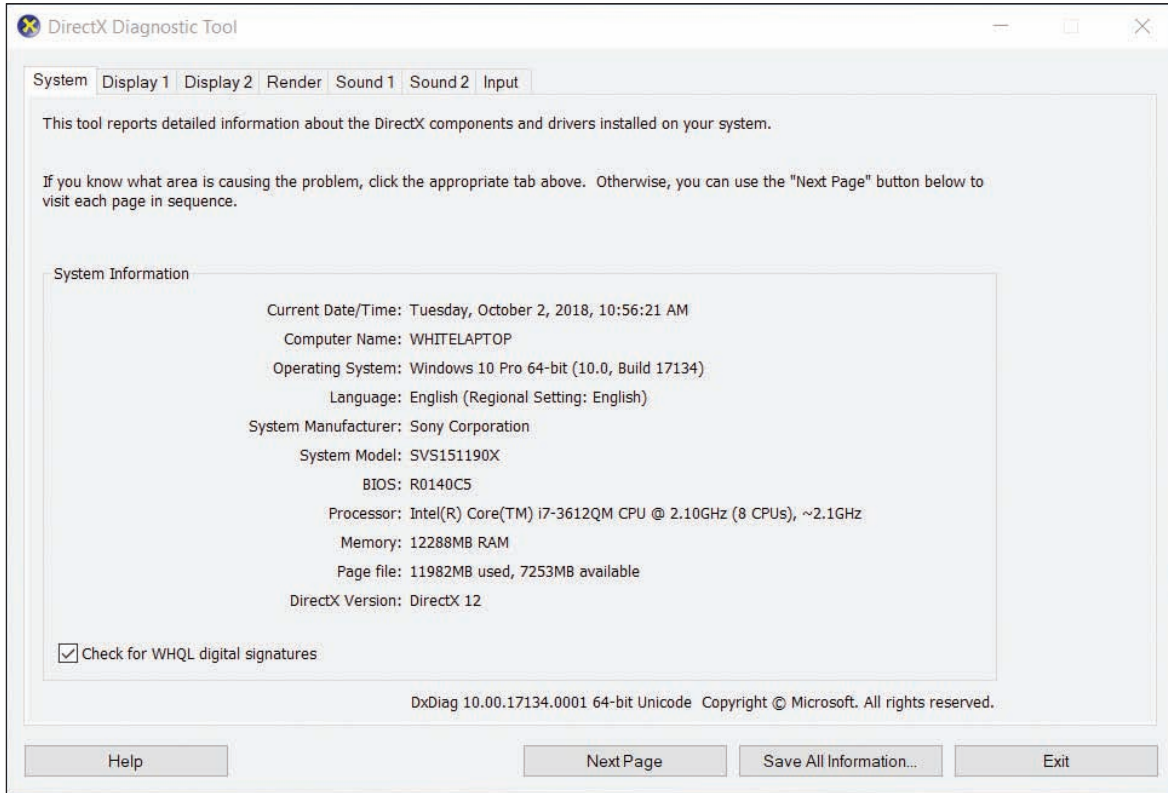 DirectX Diagnostic Tool
System Display 1 Display 2 Render Sound 1 Sound 2 Input
This tool reports detailed information about the DirectX components and drivers installed on your system.
If you know what area is causing the problem, click the appropriate tab above. Otherwise, you can use the "Next Page" button below to
visit each page in sequence.
System Information
Current Date/Time: Tuesday, October 2, 2018, 10:56:21 AM
Computer Name: WHITELAPTOP
Operating System: Windows 10 Pro 64-bit (10.0, Build 17134)
Language: English (Regional Setting: English)
System Manufacturer: Sony Corporation
System Model: SVS151190X
BIOS: R0140C5
Processor: Intel(R) Core(TM) i7-3612QM CPU @ 2.10GHz (8 CPUs), ~2.1GHz
Memory: 12288MB RAM
Page file: 11982MB used, 7253MB available
DirectX Version: DirectX 12
Check for WHQL digital signatures
DxDiag 10.00.17134.0001 64-bit Unicode Copyright © Microsoft. All rights reserved.
Help Next Page Save All Information... Exit